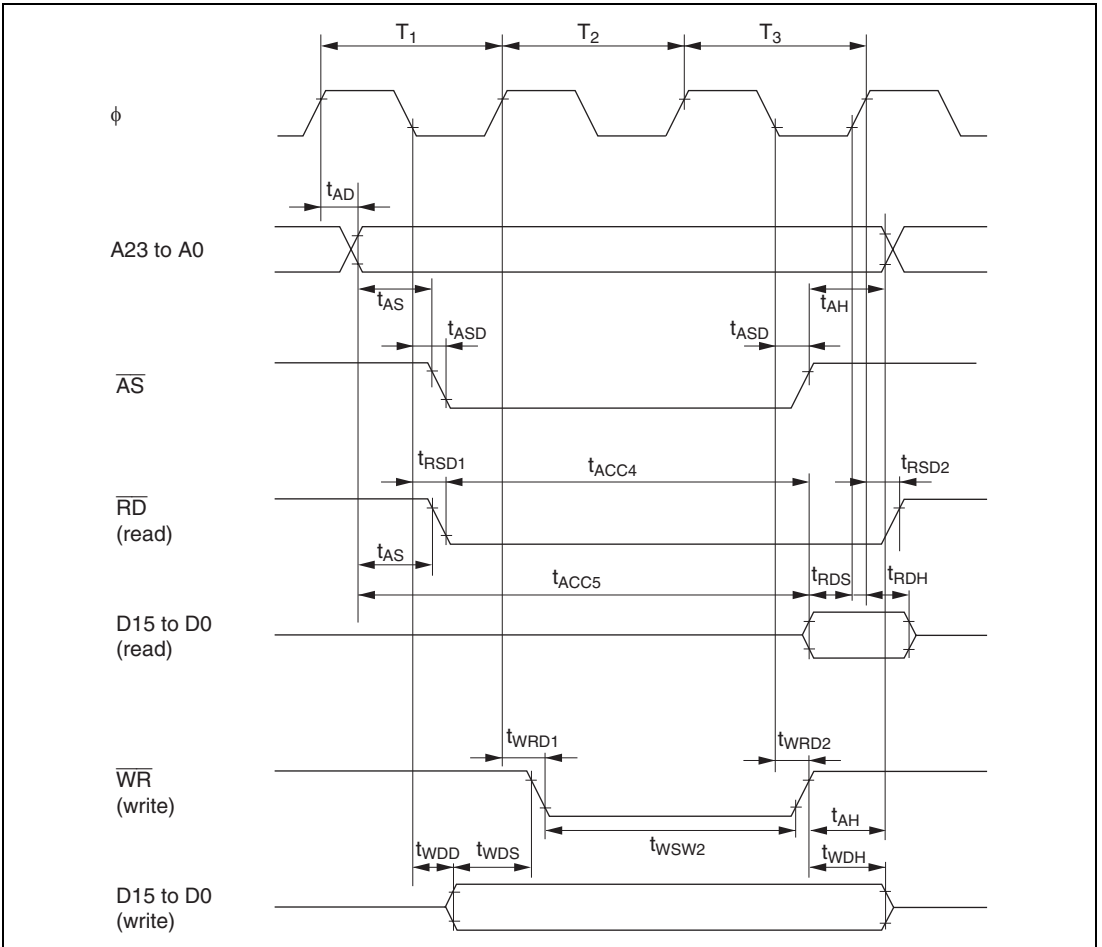 T1 T2 T3
φ
tAD
A23 to A0
tAS tAH
tASD tASD
AS
tRSD1 tACC4 tRSD2
RD
(read)
tAS
tACC5 tRDS tRDH
D15 to D0
(read)
tWRD1 tWRD2
WR
(write)
tAH
tWSW2
tWDD tWDS tWDH
D15 to D0
(write)